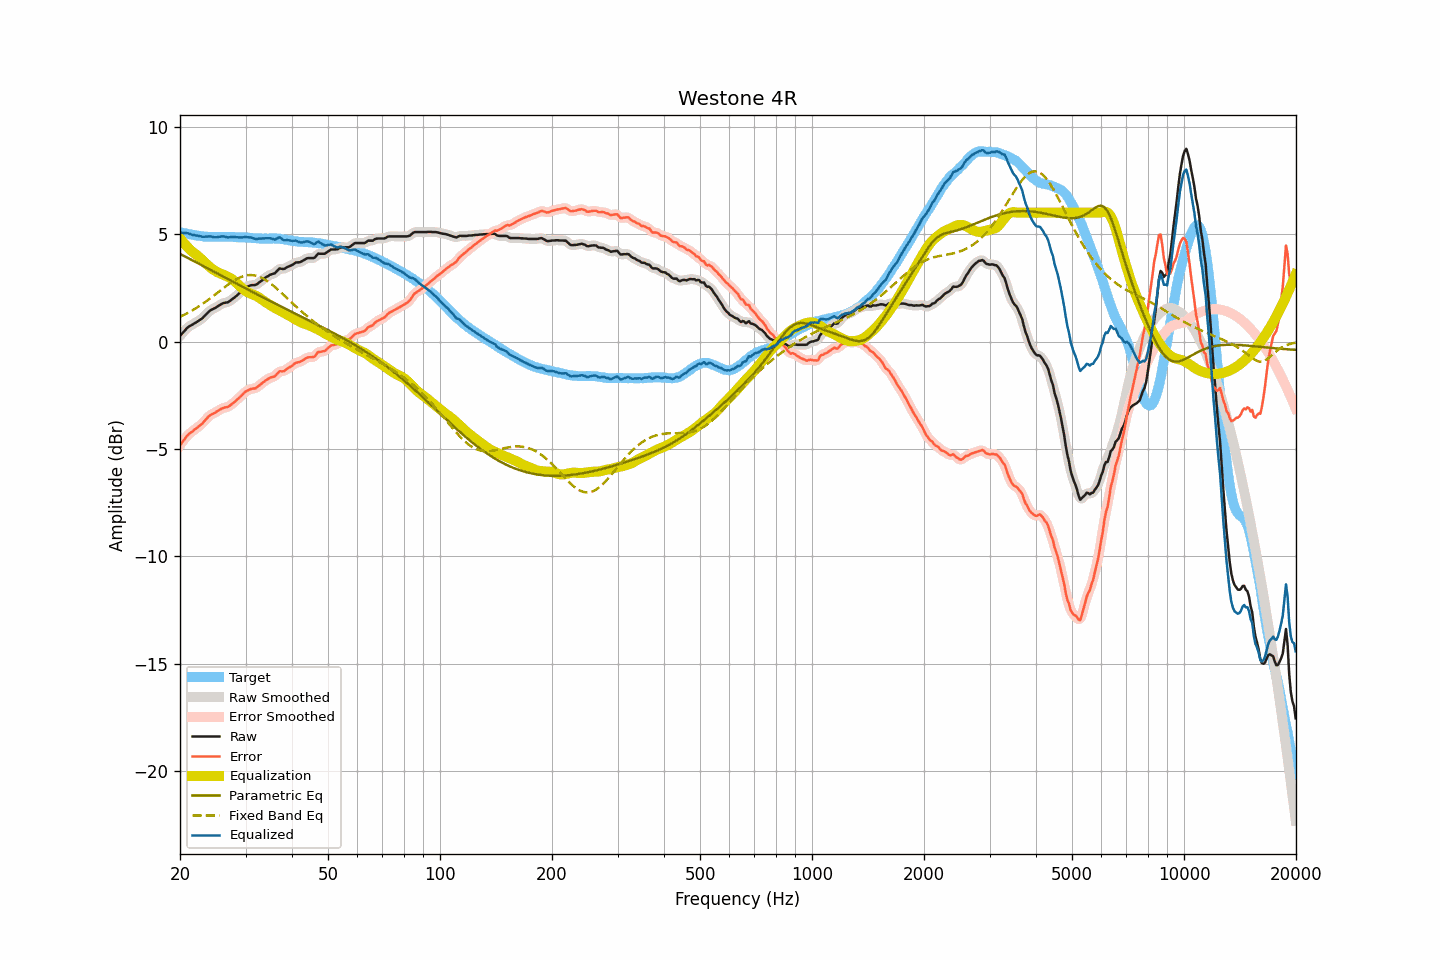 Westone 4R
10
5
0
−5
−10
−15
−20
Amplitude (dBr)
Target
Raw Smoothed
Error Smoothed
Raw
Error
Equalization
Parametric Eq
Fixed Band Eq
Equalized
20 50 100 200 500 1000 2000 5000 10000 20000
Frequency (Hz)